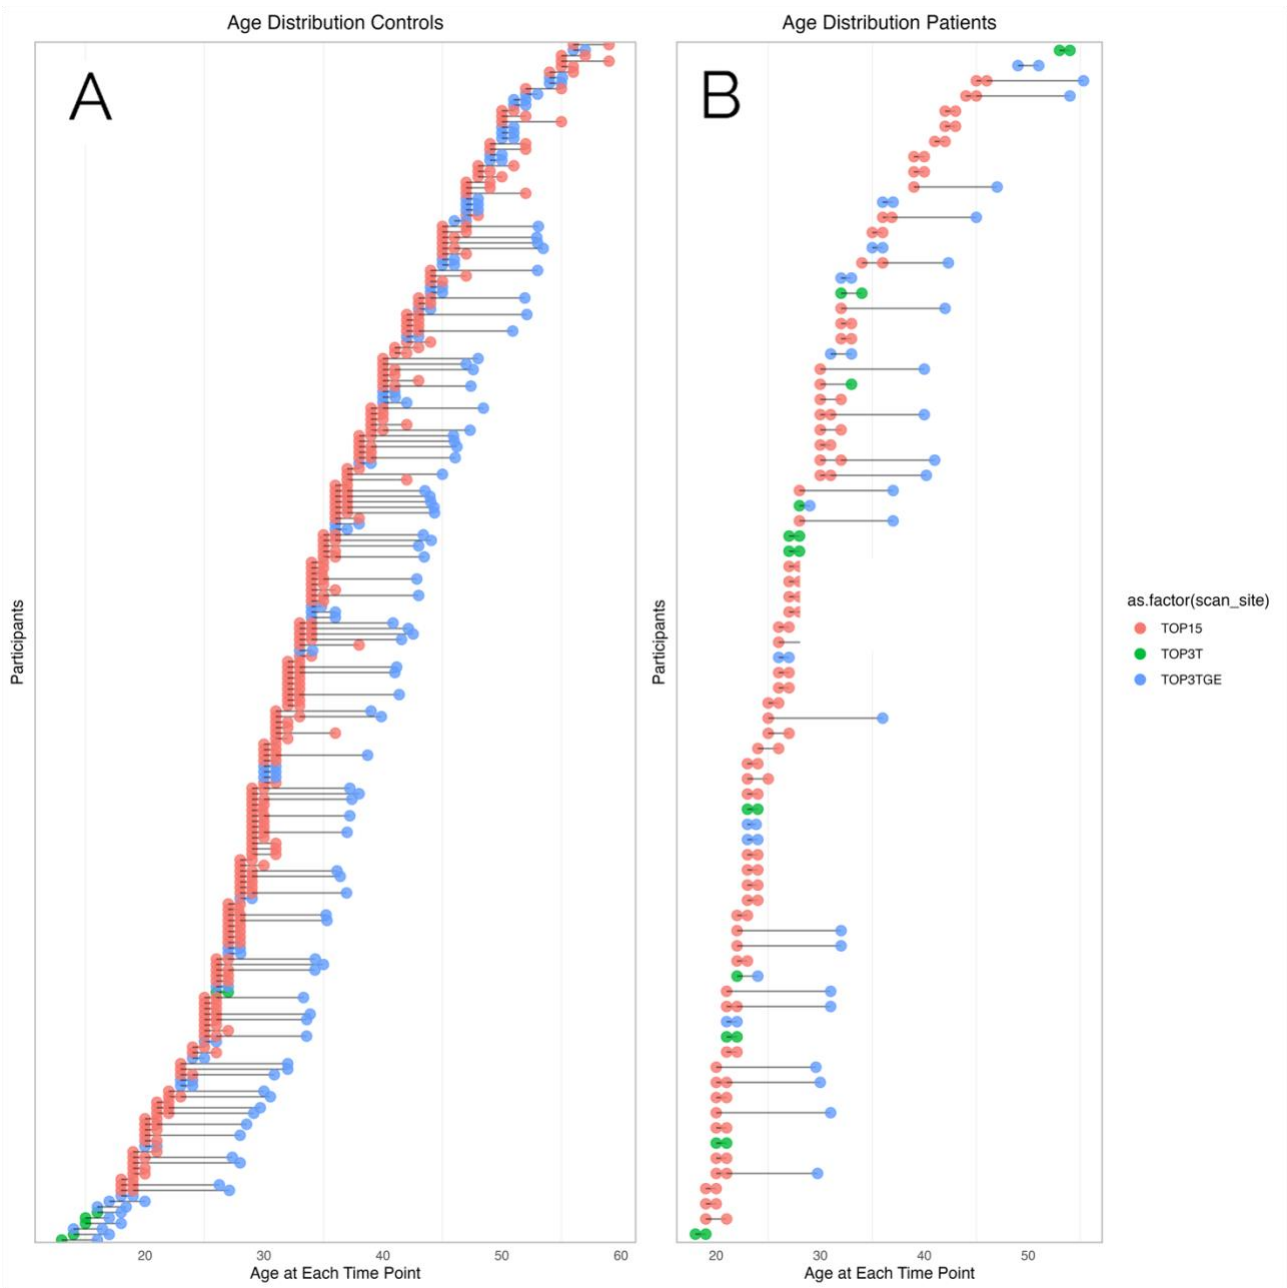 Age Distribution Controls
Age Distribution Patients
A
B
Participants
Participants
as.factor(scan_site)
TOP15
TOP3T
TOP3TGE
20 30 40 50 60
20 30 40 50
Age at Each Time Point
Age at Each Time Point